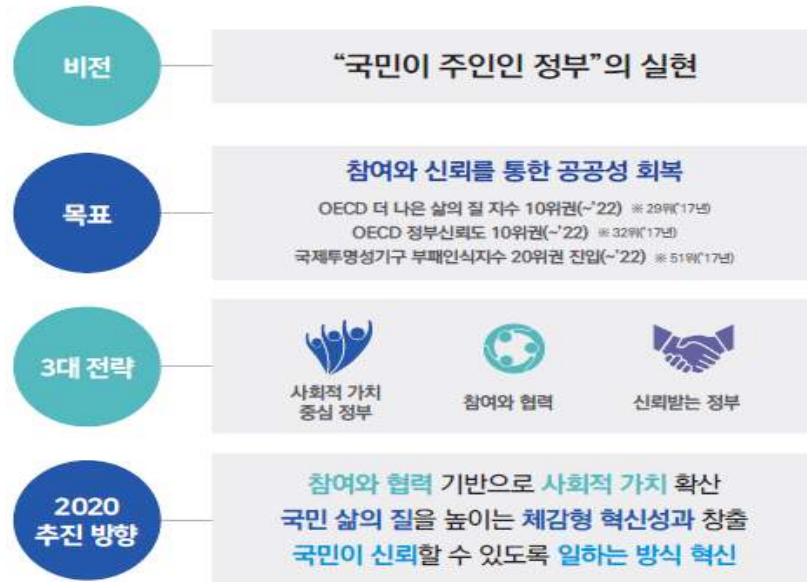 비전
“국민이 주인인 정부”의 실현
목표
참여와 신뢰를 통한 공공성 회복
OECD 더 나은 삶의 질 지수 10위권(~'22) ※ 29위('17년)
OECD 정부신뢰도 10위권(~'22) ※ 32위('17년)
국제투명성기구 부패인식지수 20위권 진입(~'22) ※ 51위('17년)
3대 전략
사회적 가치
중심 정부
참여와 협력
신뢰받는 정부
2020
추진 방향
참여와 협력 기반으로 사회적 가치 확산
국민 삶의 질을 높이는 체감형 혁신성과 창출
국민이 신뢰할 수 있도록 일하는 방식 혁신